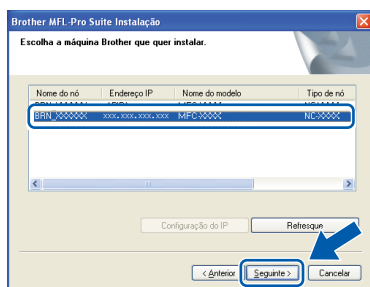 Brother MFL-Pro Suite Instalação
Escolha a máquina Brother que quer instalar.
Nome do nó Endereço IP Nome do modelo Tipo de nó
BRN_XXXXXX xxx.xxx.xxx.xxx MFC-XXXX NC-XXXX
Configuração do IP Refresque
< Anterior Seguinte > Cancelar